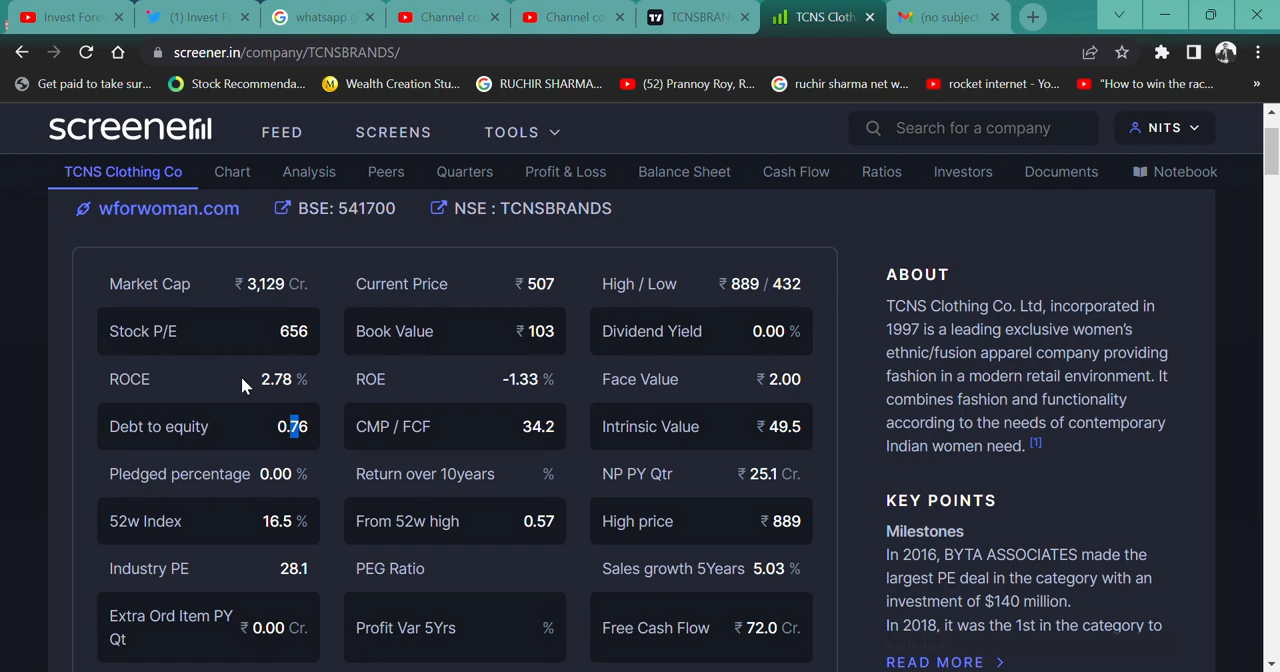 Invest Fore
(1) Invest F
whatsapp g
Channel co
Channel co
TCNSBRAN
TCNS Cloth
(no subject
screener.in/company/TCNSBRANDS/
Get paid to take sur...
Stock Recommenda...
Wealth Creation Stu...
RUCHIR SHARMA...
(52) Prannoy Roy, R...
ruchir sharma net w...
rocket internet - Yo...
"How to win the rac...
»
screener
FEED
SCREENS
TOOLS
Search for a company
NITS
TCNS Clothing Co
Chart
Analysis
Peers
Quarters
Profit & Loss
Balance Sheet
Cash Flow
Ratios
Investors
Documents
Notebook
wforwoman.com
BSE: 541700
NSE : TCNSBRANDS
Market Cap ₹ 3,129 Cr.
Current Price ₹ 507
High / Low ₹ 889 / 432
Stock P/E 656
Book Value ₹ 103
Dividend Yield 0.00 %
ROCE 2.78 %
ROE -1.33 %
Face Value ₹ 2.00
Debt to equity 0.76
CMP / FCF 34.2
Intrinsic Value ₹ 49.5
Pledged percentage 0.00 %
Return over 10years %
NP PY Qtr ₹ 25.1 Cr.
52w Index 16.5 %
From 52w high 0.57
High price ₹ 889
Industry PE 28.1
PEG Ratio
Sales growth 5Years 5.03 %
Extra Ord Item PY
Qt ₹ 0.00 Cr.
Profit Var 5Yrs %
Free Cash Flow ₹ 72.0 Cr.
ABOUT
TCNS Clothing Co. Ltd, incorporated in
1997 is a leading exclusive women's
ethnic/fusion apparel company providing
fashion in a modern retail environment. It
combines fashion and functionality
according to the needs of contemporary
Indian women need. [1]
KEY POINTS
Milestones
In 2016, BYTA ASSOCIATES made the
largest PE deal in the category with an
investment of $140 million.
In 2018, it was the 1st in the category to
READ MORE >